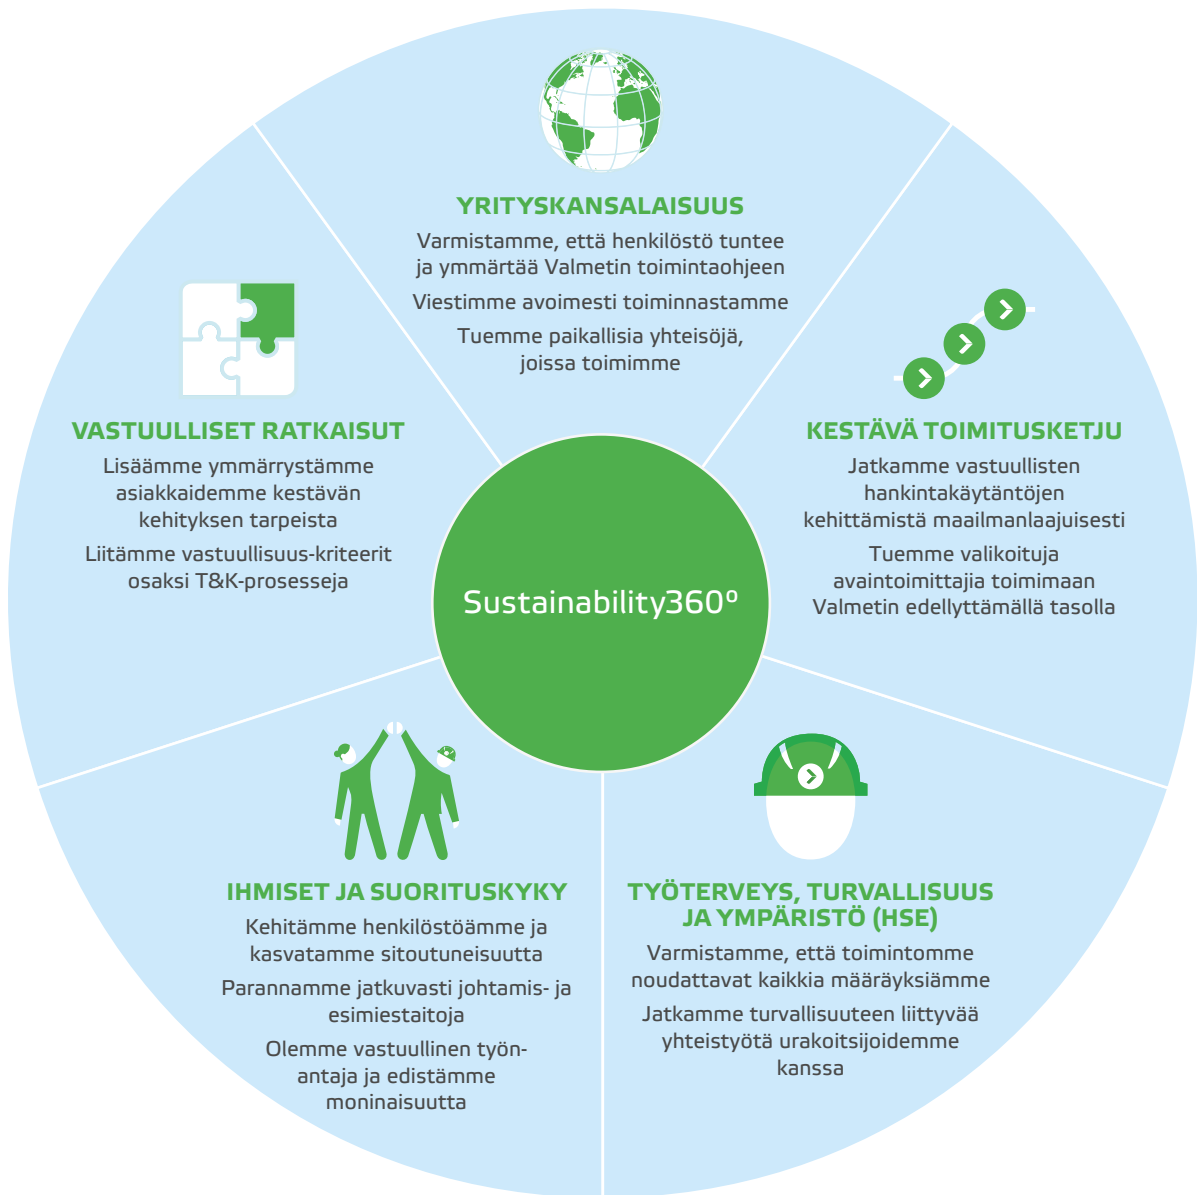 YRITYSKANSALAISUUS
Varmistamme, että henkilöstö tuntee
ja ymmärtää Valmetin toimintaohjeen
Viestimme avoimesti toiminnastamme
Tuemme paikallisia yhteisöjä,
joissa toimimme
KESTÄVÄ TOIMITUSKETJU
Jatkamme vastuullisten
hankintakäytäntöjen
kehittämistä maailmanlaajuisesti
Tuemme valikoituja
avaintoimittajia toimimaan
Valmetin edellyttämällä tasolla
TYÖTERVEYS, TURVALLISUUS
JA YMPÄRISTÖ (HSE)
Varmistamme, että toimintomme
noudattavat kaikkia määräyksiämme
Jatkamme turvallisuuteen liittyvää
yhteistyötä urakoitsijoidemme
kanssa
IHMISET JA SUORITUSKYKY
Kehitämme henkilöstöämme ja
kasvatamme sitoutuneisuutta
Parannamme jatkuvasti johtamis- ja
esimiestaitoja
Olemme vastuullinen työn-
antaja ja edistämme
moninaisuutta
VASTUULLISET RATKAISUT
Lisäämme ymmärrystämme
asiakkaidemme kestävän
kehityksen tarpeista
Liitämme vastuullisuus-kriteerit
osaksi T&K-prosesseja
Sustainability360º